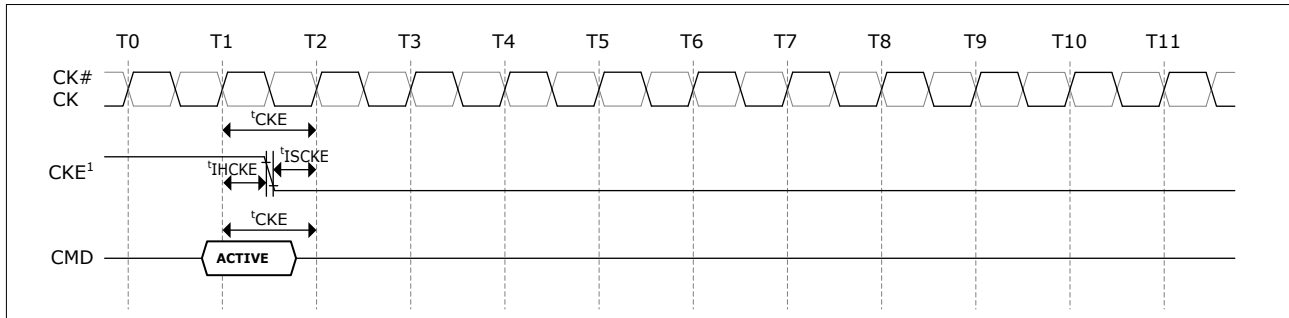 T0 T1 T2 T3 T4 T5 T6 T7 T8 T9 T10 T11
CK#
CK
tCKE
CKE1
tIHCKE
tISCKE
tCKE
CMD
ACTIVE